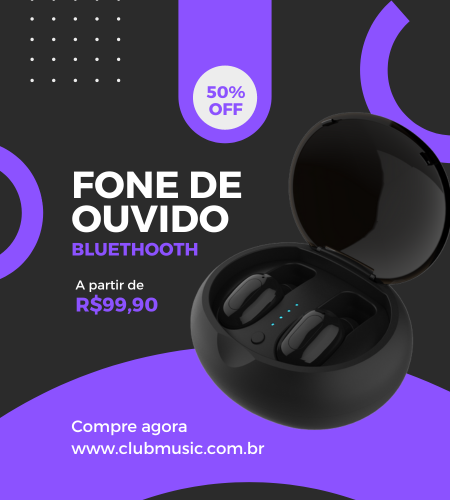 50%
OFF
FONE DE
OUVIDO
BLUETHOOTH
A partir de
R$99,90
Compre agora
www.clubmusic.com.br